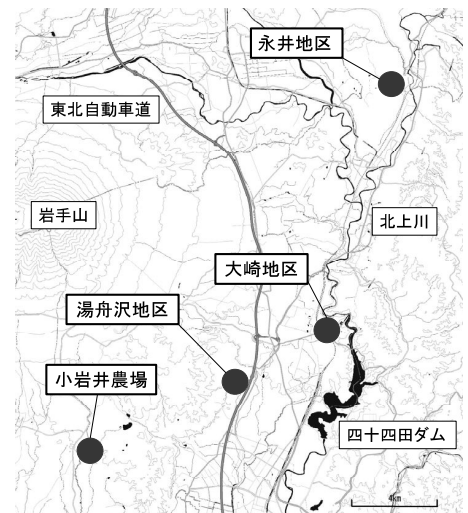 永井地区
東北自動車道
岩手山
北上川
大崎地区
湯舟沢地区
小岩井農場
四十四田ダム
4km